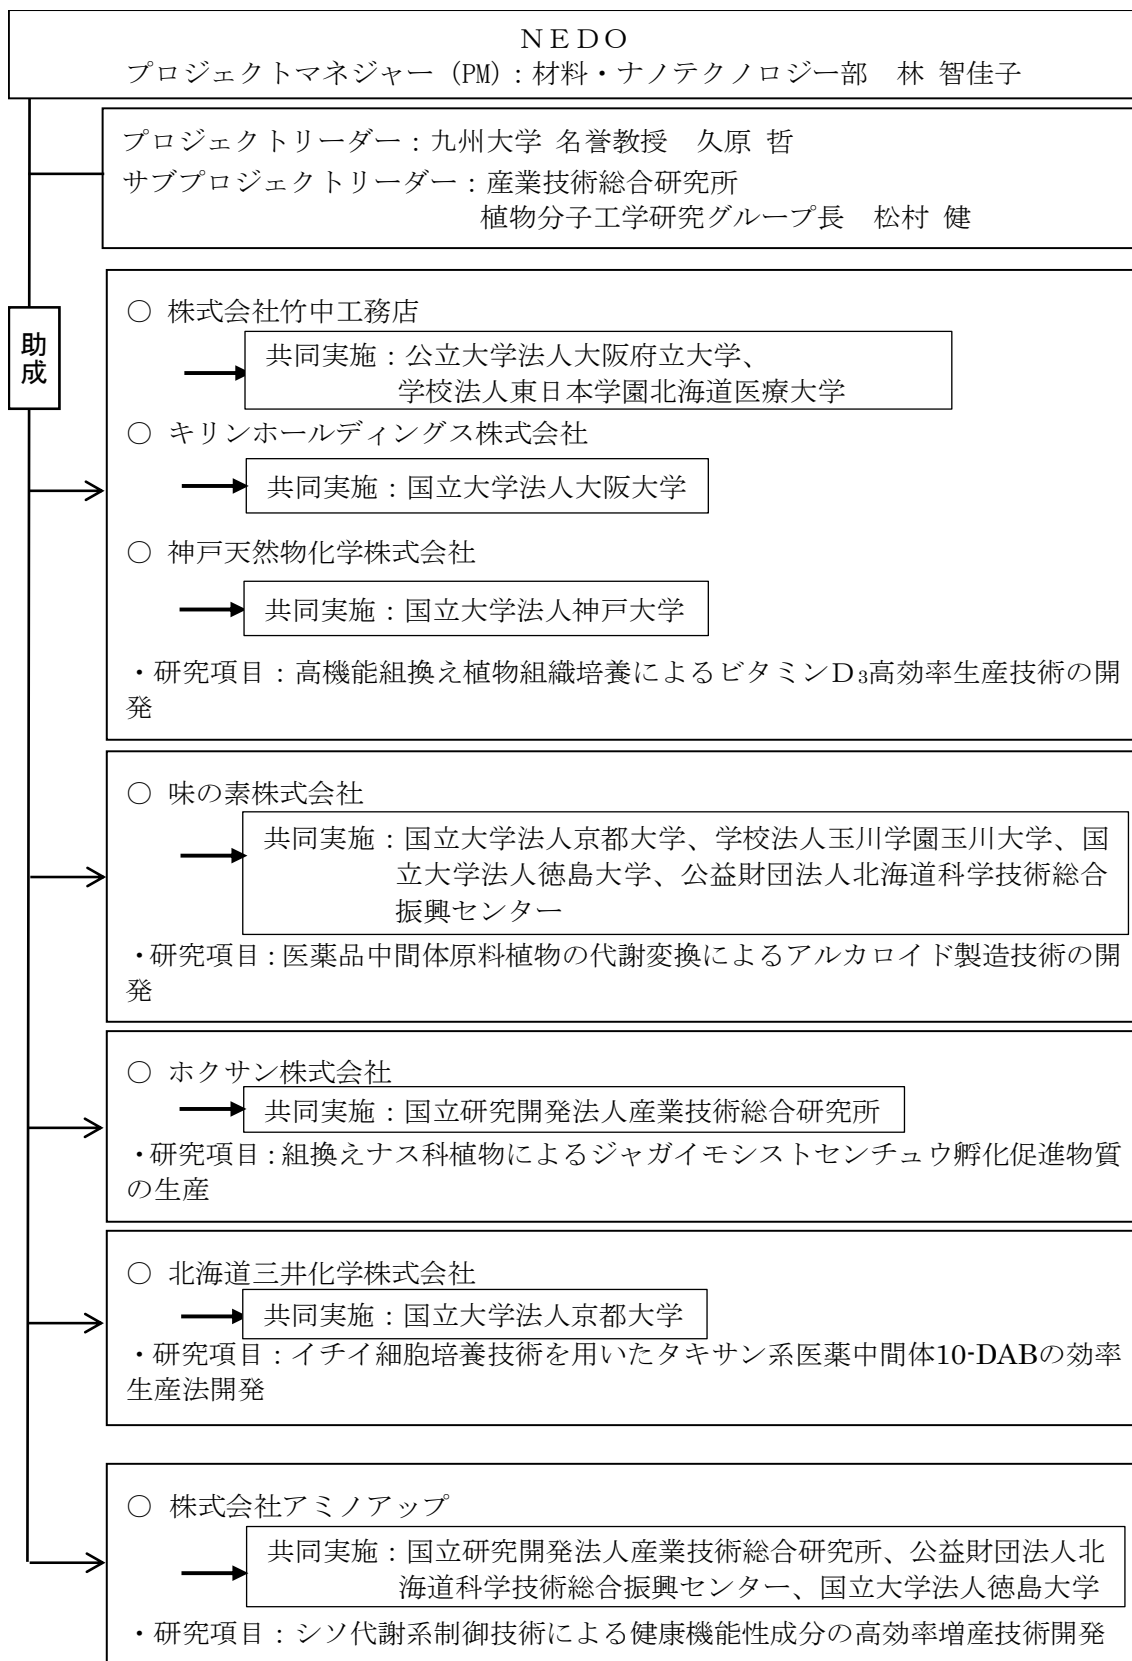 ＮＥＤＯ
プロジェクトマネジャー（PM）：材料・ナノテクノロジー部　林 智佳子
プロジェクトリーダー：九州大学 名誉教授　久原 哲
サブプロジェクトリーダー：産業技術総合研究所
植物分子工学研究グループ長　松村 健
助成
○ 株式会社竹中工務店
共同実施：公立大学法人大阪府立大学、
学校法人東日本学園北海道医療大学
○ キリンホールディングス株式会社
共同実施：国立大学法人大阪大学
○ 神戸天然物化学株式会社
共同実施：国立大学法人神戸大学
・研究項目：高機能組換え植物組織培養によるビタミンＤ₃高効率生産技術の開
発
○ 味の素株式会社
共同実施：国立大学法人京都大学、学校法人玉川学園玉川大学、国
立大学法人徳島大学、公益財団法人北海道科学技術総合
振興センター
・研究項目：医薬品中間体原料植物の代謝変換によるアルカロイド製造技術の開
発
○ ホクサン株式会社
共同実施：国立研究開発法人産業技術総合研究所
・研究項目：組換えナス科植物によるジャガイモシストセンチュウ孵化促進物質
の生産
○ 北海道三井化学株式会社
共同実施：国立大学法人京都大学
・研究項目：イチイ細胞培養技術を用いたタキサン系医薬中間体10-DABの効率
生産法開発
○ 株式会社アミノアップ
共同実施：国立研究開発法人産業技術総合研究所、公益財団法人北
海道科学技術総合振興センター、国立大学法人徳島大学
・研究項目：シソ代謝系制御技術による健康機能性成分の高効率増産技術開発